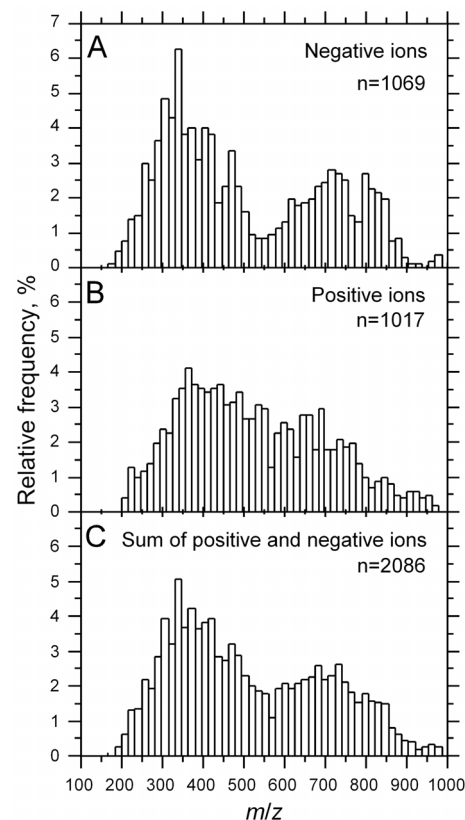 7
A
Negative ions
6
n=1069
5
4
3
2
1
0
B
Positive ions
6
n=1017
5
4
3
2
1
0
C
Sum of positive and negative ions
6
n=2086
5
4
3
2
1
0
Relative frequency, %
100 200 300 400 500 600 700 800 900 1000
m/z